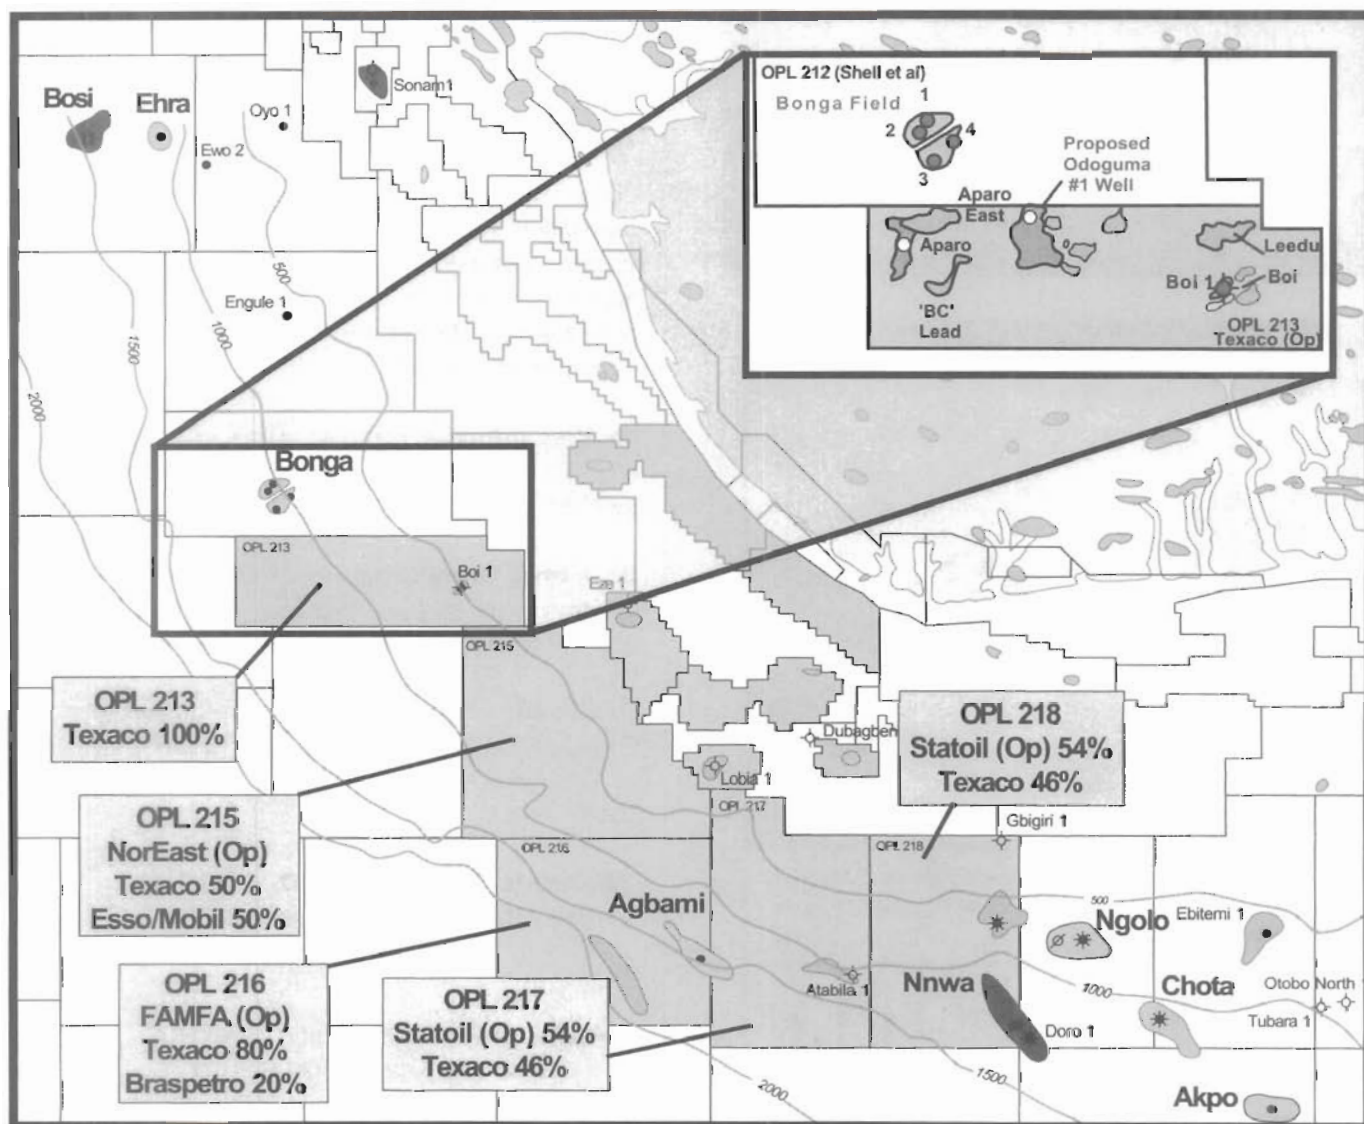 Bosi
Ehra
Oyo 1
Ewo 2
Sonam 1
Engule 1
500
1000
1500
2000
OPL 212 (Shell et al)
Bonga Field
1
2
4
3
Proposed
Odoguma
#1 Well
Aparo
East
Aparo
'BC'
Lead
Leedu
Boi 1
Boi
OPL 213
Texaco (Op)
Bonga
OPL 213
Boi 1
Eze 1
OPL 215
OPL 213
Texaco 100%
OPL 215
NorEast (Op)
Texaco 50%
Esso/Mobil 50%
OPL 216
FAMFA (Op)
Texaco 80%
Braspetro 20%
OPL 217
Statoil (Op) 54%
Texaco 46%
OPL 218
Statoil (Op) 54%
Texaco 46%
Dubagben
Lobia 1
OPL 217
OPL 216
OPL 218
Gbigiri 1
Agbami
Atabila 1
Nnwa
Doro 1
Ngolo
Ebitemi 1
Chota
Otobo North
Tubara 1
Akpo
500
1000
1500
2000